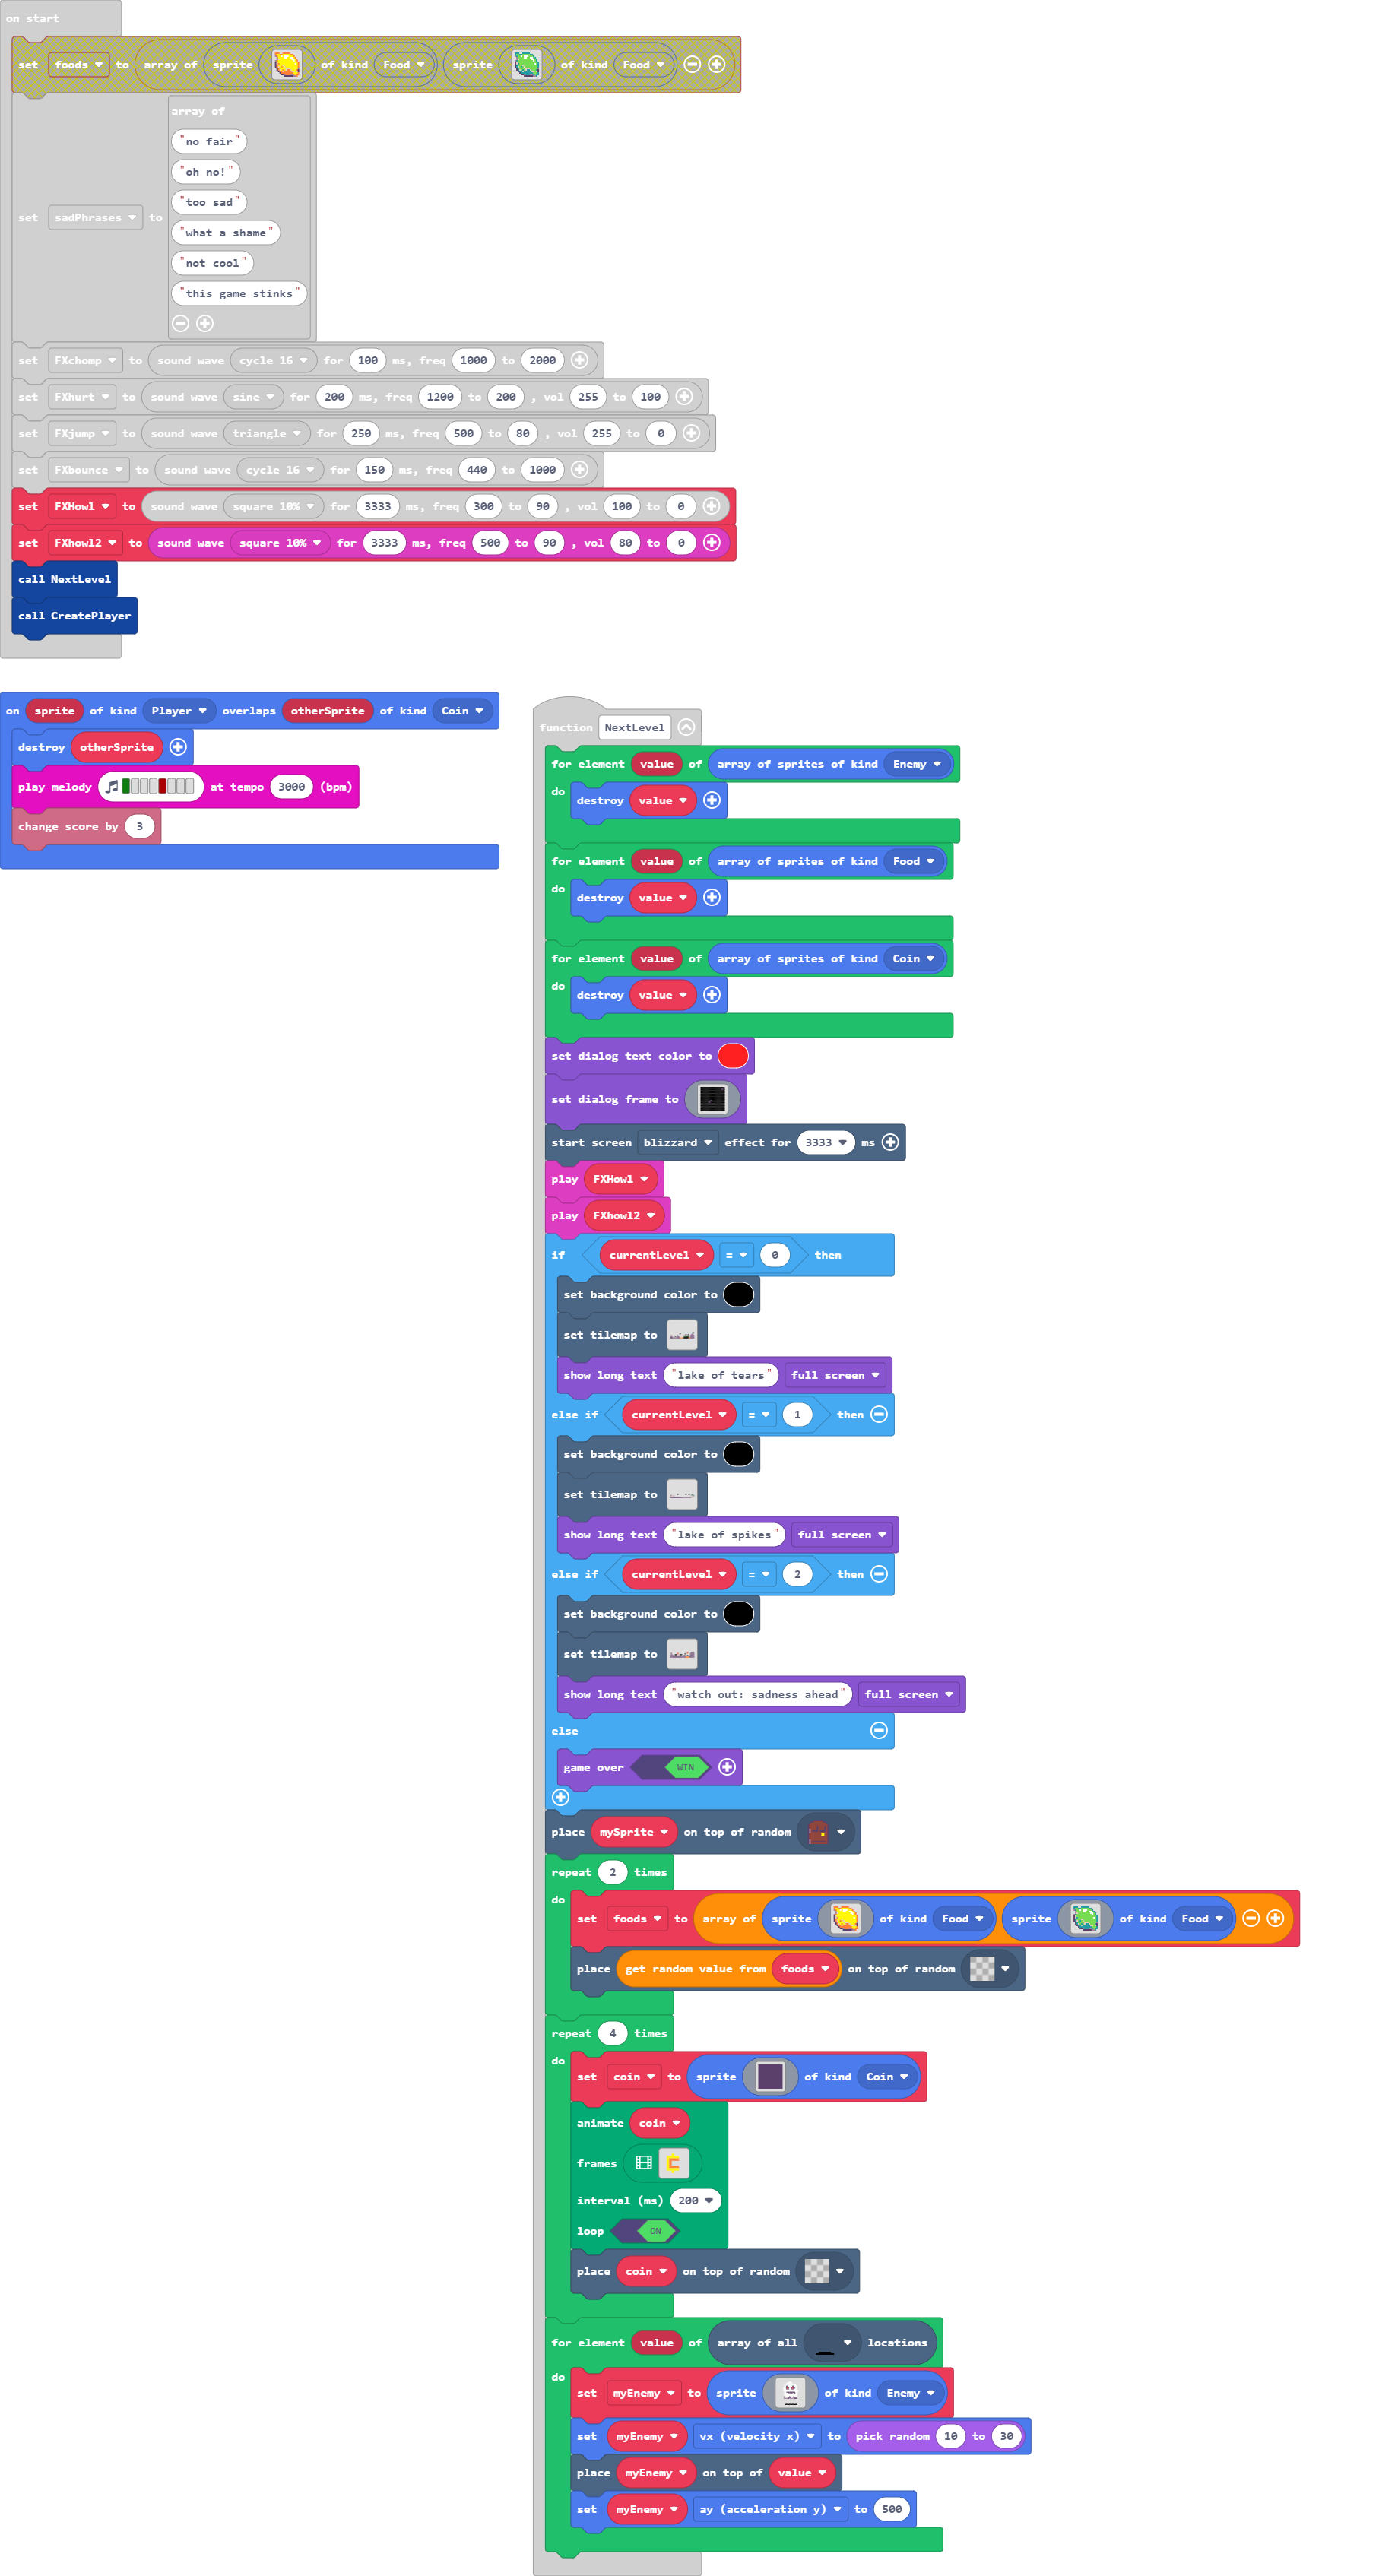 on start
set foods to array of sprite of kind Food sprite of kind Food
array of
"no fair"
"oh no!"
"too sad"
set sadPhrases to
"what a shame"
"not cool"
"this game stinks"
set FXchomp to sound wave cycle 16 for 100 ms, freq 1000 to 2000
set FXhurt to sound wave sine for 200 ms, freq 1200 to 200 , vol 255 to 100
set FXjump to sound wave triangle for 250 ms, freq 500 to 80 , vol 255 to 0
set FXbounce to sound wave cycle 16 for 150 ms, freq 440 to 1000
set FXHowl to sound wave square 10% for 3333 ms, freq 300 to 90 , vol 100 to 0
set FXhowl2 to sound wave square 10% for 3333 ms, freq 500 to 90 , vol 80 to 0
call NextLevel
call CreatePlayer
on sprite of kind Player overlaps otherSprite of kind Coin
destroy otherSprite
play melody at tempo 3000 (bpm)
change score by 3
function NextLevel
for element value of array of sprites of kind Enemy
do
destroy value
for element value of array of sprites of kind Food
do
destroy value
for element value of array of sprites of kind Coin
do
destroy value
set dialog text color to
set dialog frame to
start screen blizzard effect for 3333 ms
play FXHowl
play FXhowl2
if currentLevel = 0 then
set background color to
set tilemap to
show long text "lake of tears" full screen
else if currentLevel = 1 then
set background color to
set tilemap to
show long text "lake of spikes" full screen
else if currentLevel = 2 then
set background color to
set tilemap to
show long text "watch out: sadness ahead" full screen
else
game over WIN
place mySprite on top of random
repeat 2 times
do
set foods to array of sprite of kind Food sprite of kind Food
place get random value from foods on top of random
repeat 4 times
do
set coin to sprite of kind Coin
animate coin
frames
interval (ms) 200
loop ON
place coin on top of random
for element value of array of all locations
do
set myEnemy to sprite of kind Enemy
set myEnemy vx (velocity x) to pick random 10 to 30
place myEnemy on top of value
set myEnemy ay (acceleration y) to 500